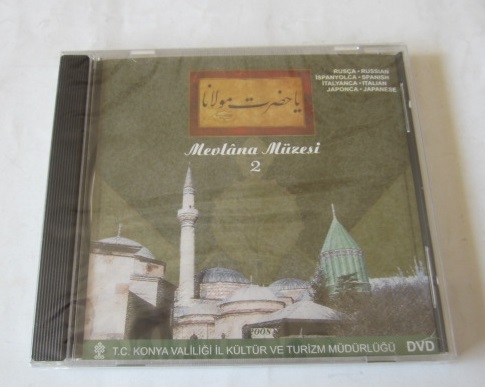 RUSÇA - RUSSIAN
İSPANYOLCA - SPANISH
İTALYANCA - ITALIAN
JAPONCA - JAPANESE
یا حضرت مولانا
Mevlâna Müzesi
2
2008
T.C. KONYA VALİLİĞİ İL KÜLTÜR VE TURİZM MÜDÜRLÜĞÜ
DVD